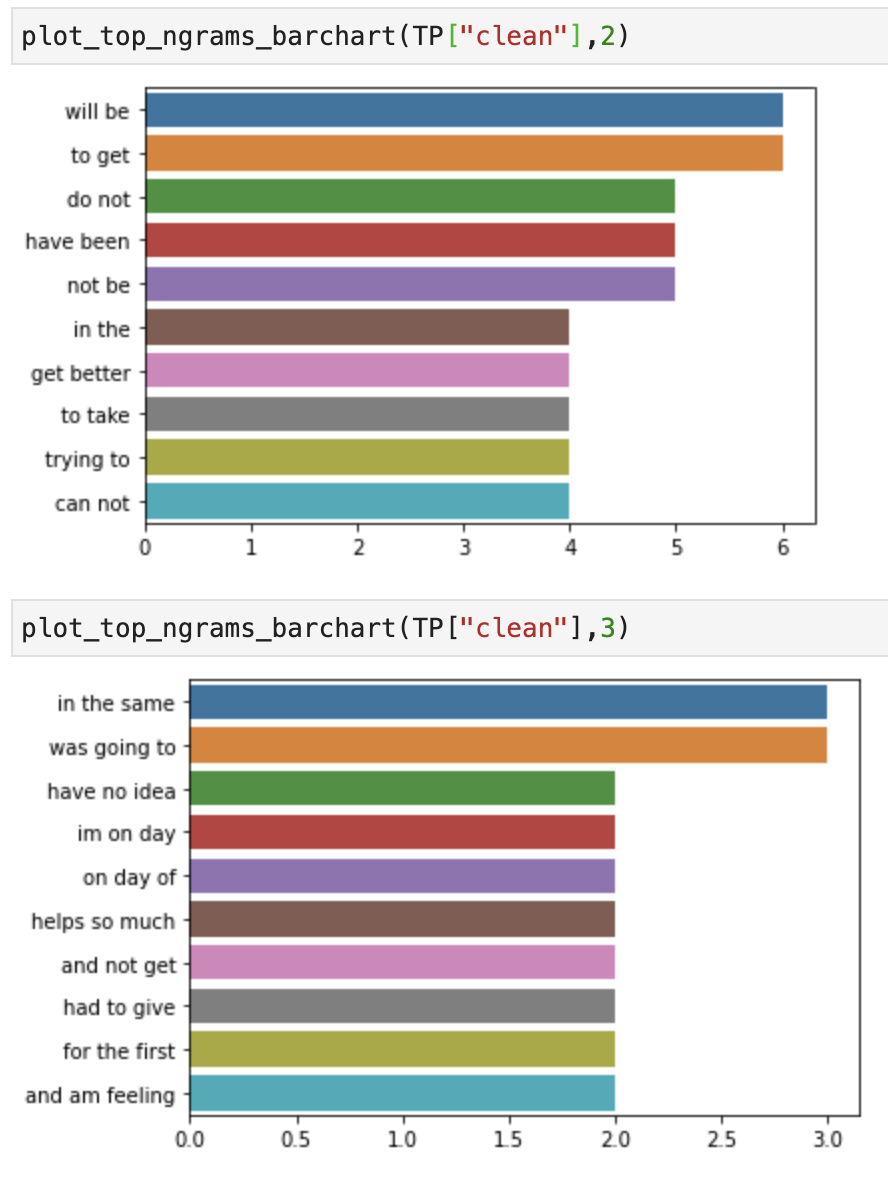 plot_top_ngrams_barchart(TP["clean"],2)
will be
to get
do not
have been
not be
in the
get better
to take
trying to
can not
0 1 2 3 4 5 6
plot_top_ngrams_barchart(TP["clean"],3)
in the same
was going to
have no idea
im on day
on day of
helps so much
and not get
had to give
for the first
and am feeling
0.0 0.5 1.0 1.5 2.0 2.5 3.0